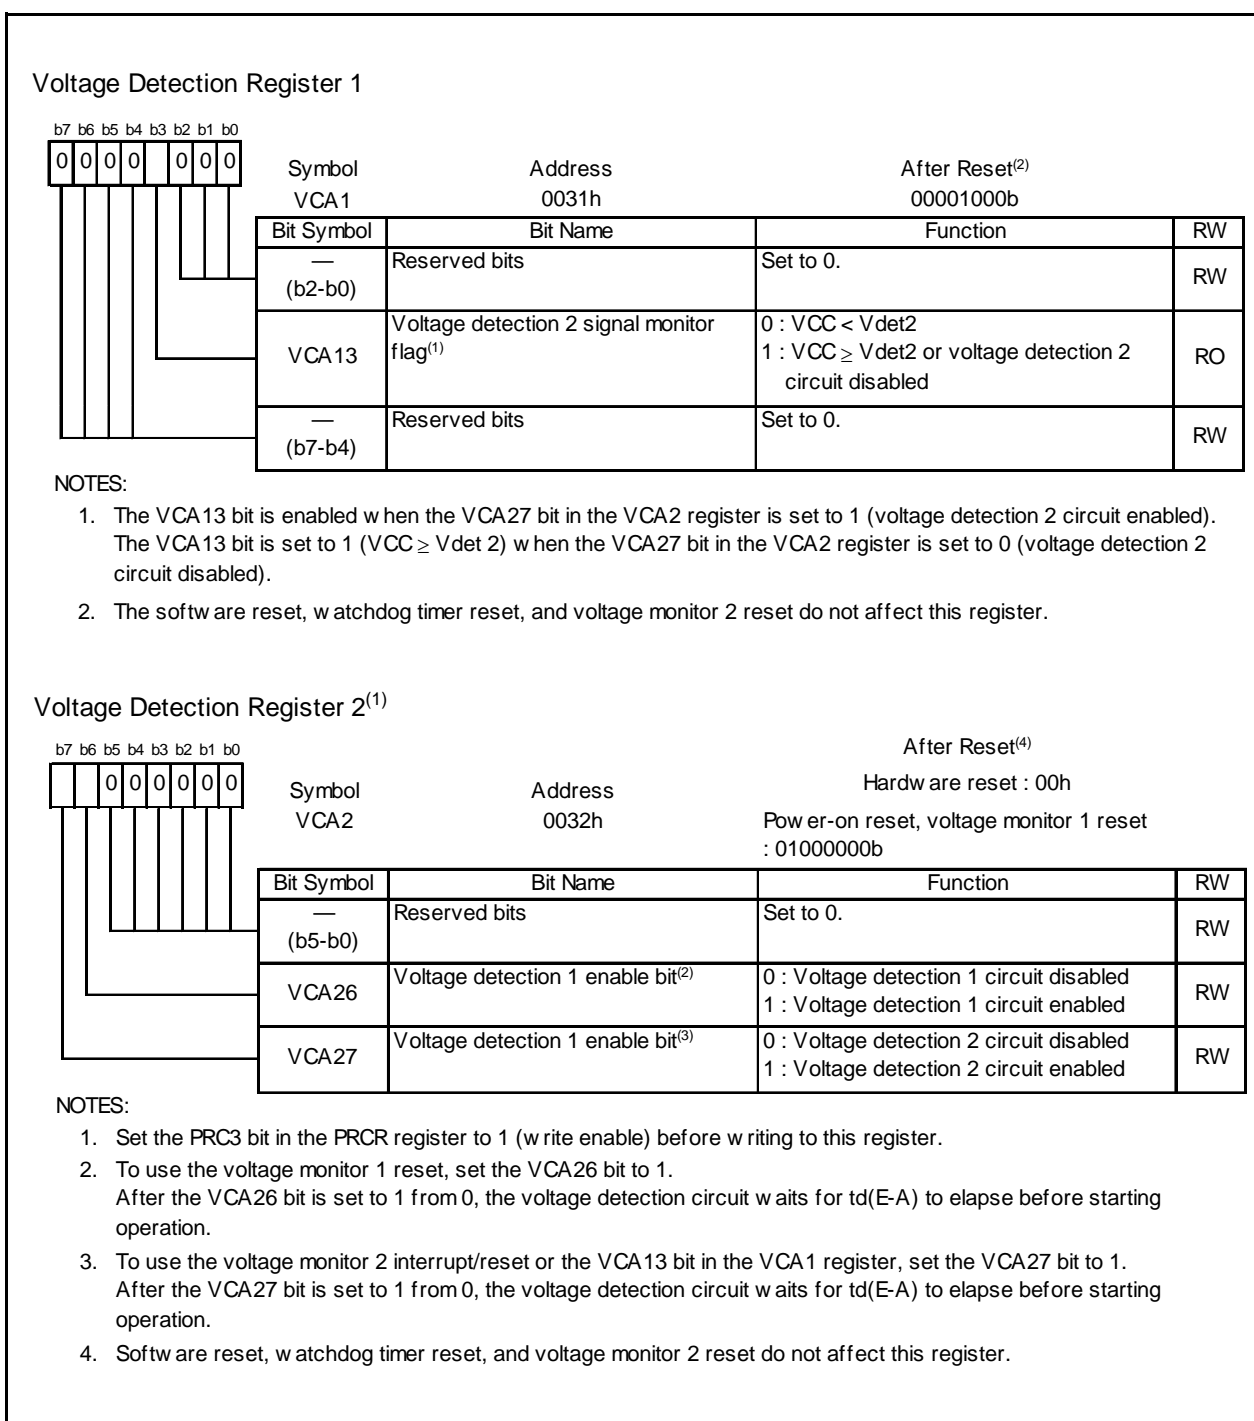 Voltage Detection Register 1
b7 b6 b5 b4 b3 b2 b1 b0
0 0 0 0 0 0 0
Symbol Address After Reset(2)
VCA1 0031h 00001000b
Bit Symbol Bit Name Function RW
— (b2-b0) Reserved bits Set to 0. RW
VCA13 Voltage detection 2 signal monitor flag(1) 0 : VCC < Vdet2
1 : VCC ≥ Vdet2 or voltage detection 2
circuit disabled RO
— (b7-b4) Reserved bits Set to 0. RW
NOTES:
1. The VCA13 bit is enabled when the VCA27 bit in the VCA2 register is set to 1 (voltage detection 2 circuit enabled).
The VCA13 bit is set to 1 (VCC ≥ Vdet 2) when the VCA27 bit in the VCA2 register is set to 0 (voltage detection 2
circuit disabled).
2. The software reset, watchdog timer reset, and voltage monitor 2 reset do not affect this register.
Voltage Detection Register 2(1)
b7 b6 b5 b4 b3 b2 b1 b0
0 0 0 0 0 0
After Reset(4)
Symbol Address Hardware reset : 00h
VCA2 0032h Power-on reset, voltage monitor 1 reset
: 01000000b
Bit Symbol Bit Name Function RW
— (b5-b0) Reserved bits Set to 0. RW
VCA26 Voltage detection 1 enable bit(2) 0 : Voltage detection 1 circuit disabled
1 : Voltage detection 1 circuit enabled RW
VCA27 Voltage detection 1 enable bit(3) 0 : Voltage detection 2 circuit disabled
1 : Voltage detection 2 circuit enabled RW
NOTES:
1. Set the PRC3 bit in the PRCR register to 1 (write enable) before writing to this register.
2. To use the voltage monitor 1 reset, set the VCA26 bit to 1.
After the VCA26 bit is set to 1 from 0, the voltage detection circuit waits for td(E-A) to elapse before starting
operation.
3. To use the voltage monitor 2 interrupt/reset or the VCA13 bit in the VCA1 register, set the VCA27 bit to 1.
After the VCA27 bit is set to 1 from 0, the voltage detection circuit waits for td(E-A) to elapse before starting
operation.
4. Software reset, watchdog timer reset, and voltage monitor 2 reset do not affect this register.